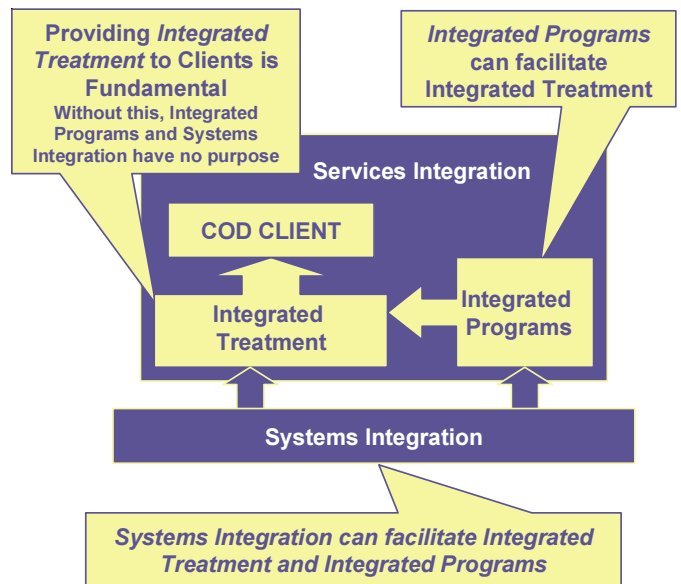 Providing Integrated
Treatment to Clients is
Fundamental
Without this, Integrated
Programs and Systems
Integration have no purpose
Integrated Programs
can facilitate
Integrated Treatment
Services Integration
COD CLIENT
Integrated
Treatment
Integrated
Programs
Systems Integration
Systems Integration can facilitate Integrated
Treatment and Integrated Programs